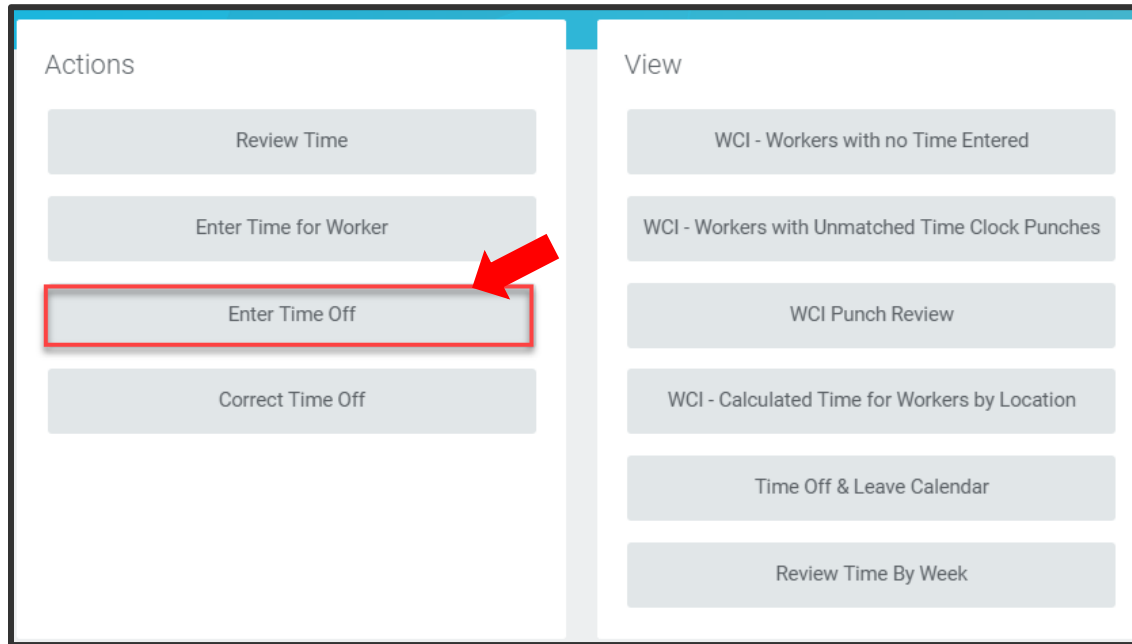 Actions
Review Time
Enter Time for Worker
Enter Time Off
Correct Time Off
View
WCI - Workers with no Time Entered
WCI - Workers with Unmatched Time Clock Punches
WCI Punch Review
WCI - Calculated Time for Workers by Location
Time Off & Leave Calendar
Review Time By Week